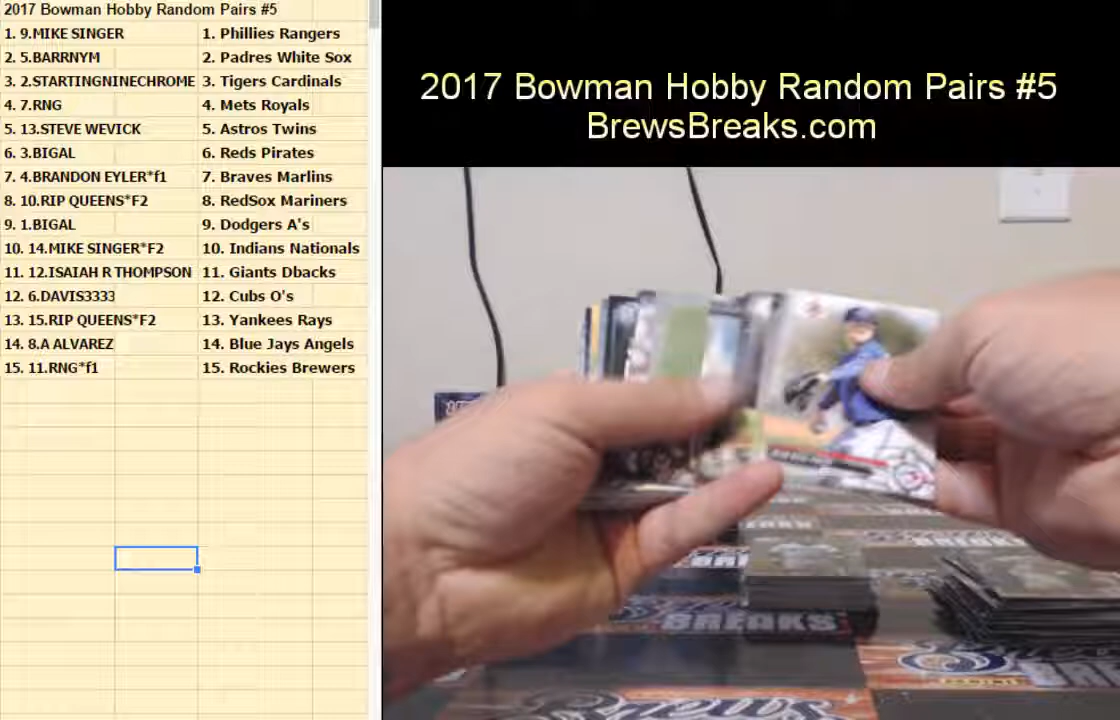 2017 Bowman Hobby Random Pairs #5
1. 9.MIKE SINGER 1. Phillies Rangers
2. 5.BARRNYM 2. Padres White Sox
3. 2.STARTINGNINECHROME 3. Tigers Cardinals
4. 7.RNG 4. Mets Royals
5. 13.STEVE WEVICK 5. Astros Twins
6. 3.BIGAL 6. Reds Pirates
7. 4.BRANDON EYLER*f1 7. Braves Marlins
8. 10.RIP QUEENS*F2 8. RedSox Mariners
9. 1.BIGAL 9. Dodgers A's
10. 14.MIKE SINGER*F2 10. Indians Nationals
11. 12.ISAIAH R THOMPSON 11. Giants Dbacks
12. 6.DAVIS3333 12. Cubs O's
13. 15.RIP QUEENS*F2 13. Yankees Rays
14. 8.A ALVAREZ 14. Blue Jays Angels
15. 11.RNG*f1 15. Rockies Brewers
2017 Bowman Hobby Random Pairs #5
BrewsBreaks.com
BREAKS
BREAK